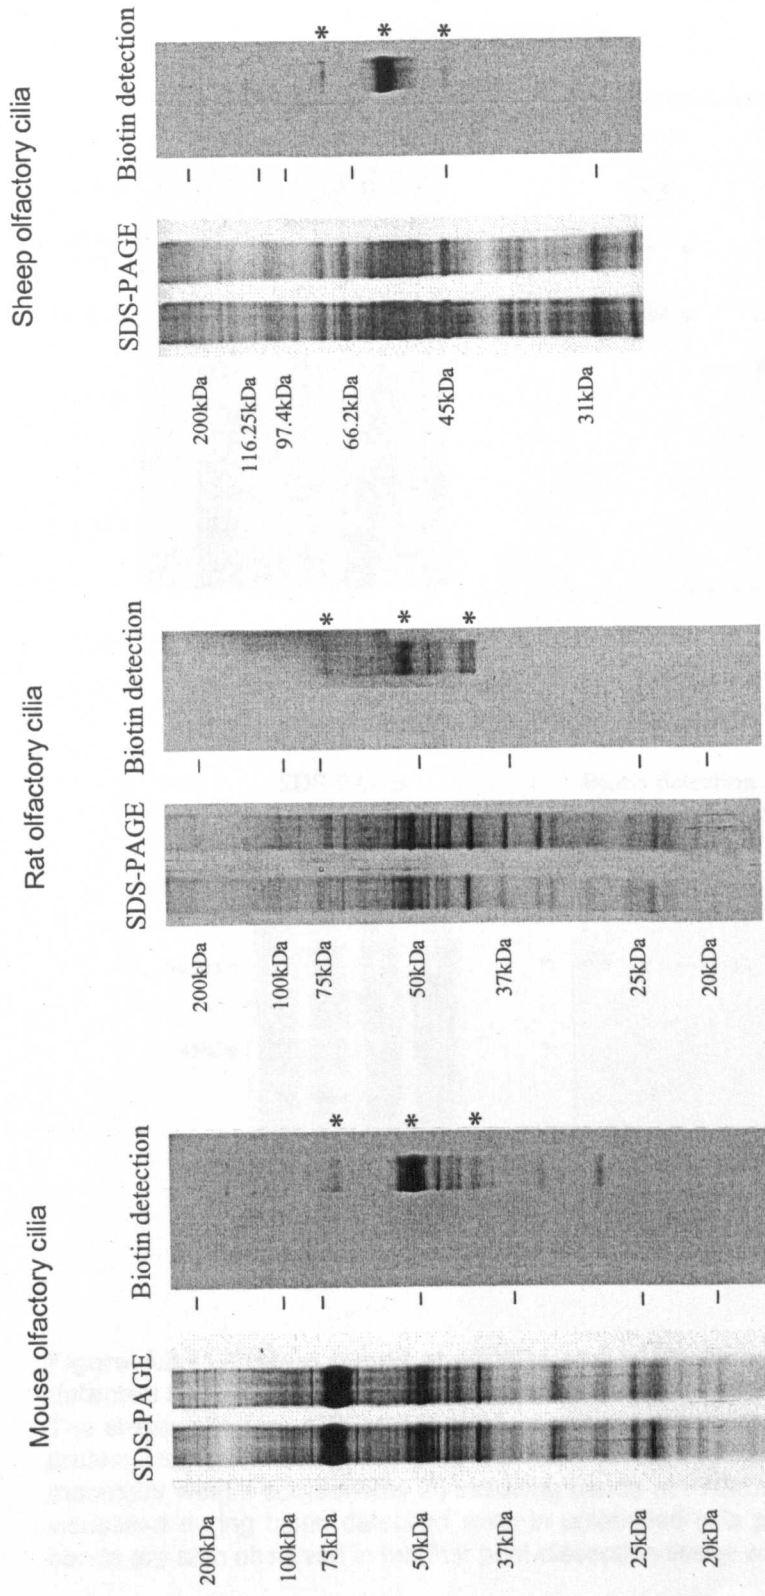 Mouse olfactory cilia
SDS-PAGE
Biotin detection
200kDa
100kDa
75kDa
50kDa
37kDa
25kDa
20kDa
*
*
*
Rat olfactory cilia
SDS-PAGE
Biotin detection
200kDa
100kDa
75kDa
50kDa
37kDa
25kDa
20kDa
*
*
*
Sheep olfactory cilia
SDS-PAGE
Biotin detection
200kDa
116.25kDa
97.4kDa
66.2kDa
45kDa
31kDa
*
*
*